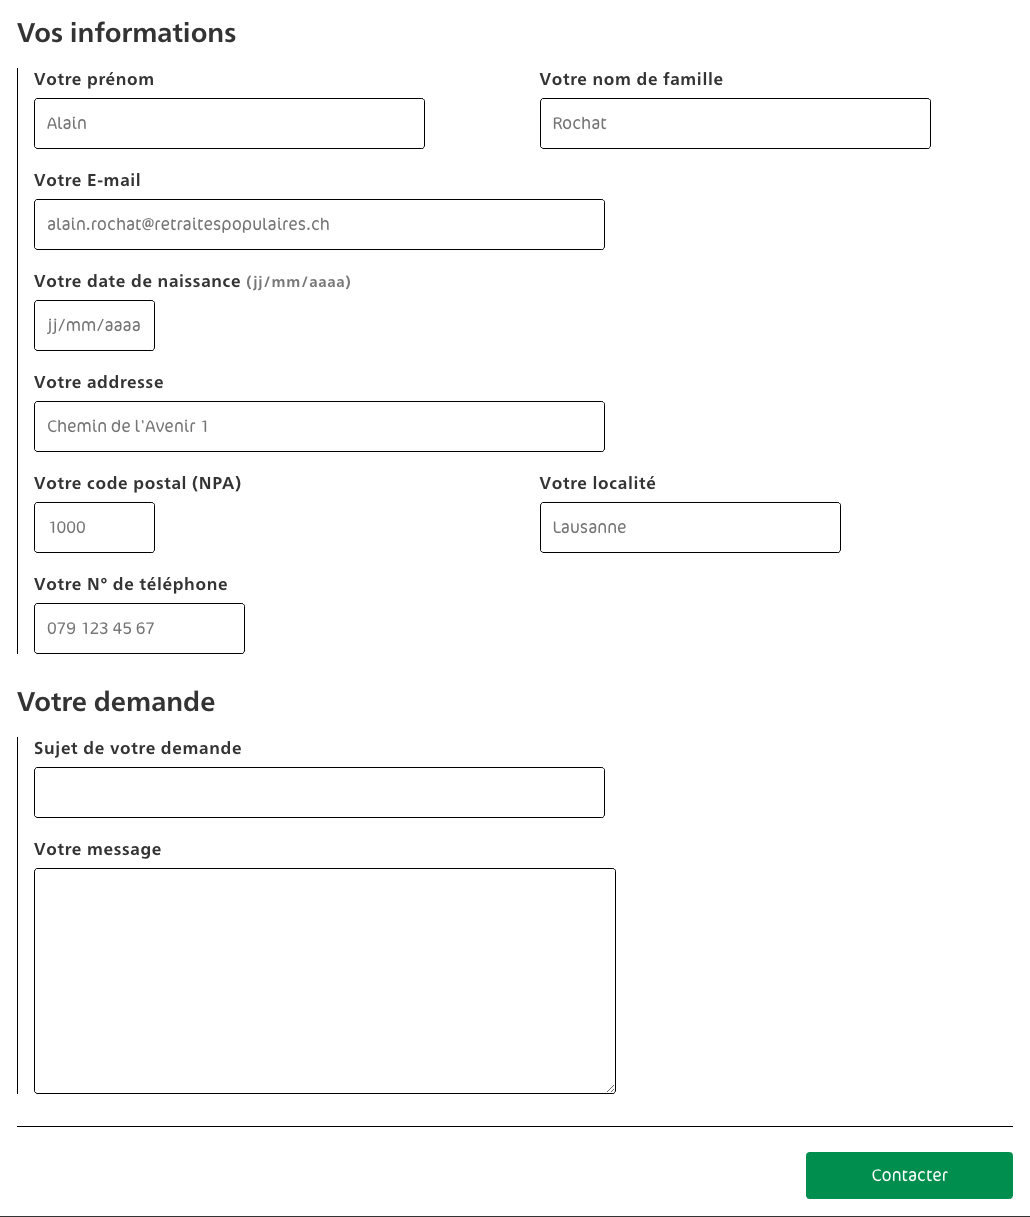 Vos informations
Votre prénom
Votre nom de famille
Alain
Rochat
Votre E-mail
alain.rochat@retraitespopulaires.ch
Votre date de naissance (jj/mm/aaaa)
jj/mm/aaaa
Votre addresse
Chemin de l'Avenir 1
Votre code postal (NPA)
Votre localité
1000
Lausanne
Votre N° de téléphone
079 123 45 67
Votre demande
Sujet de votre demande
Votre message
Contacter